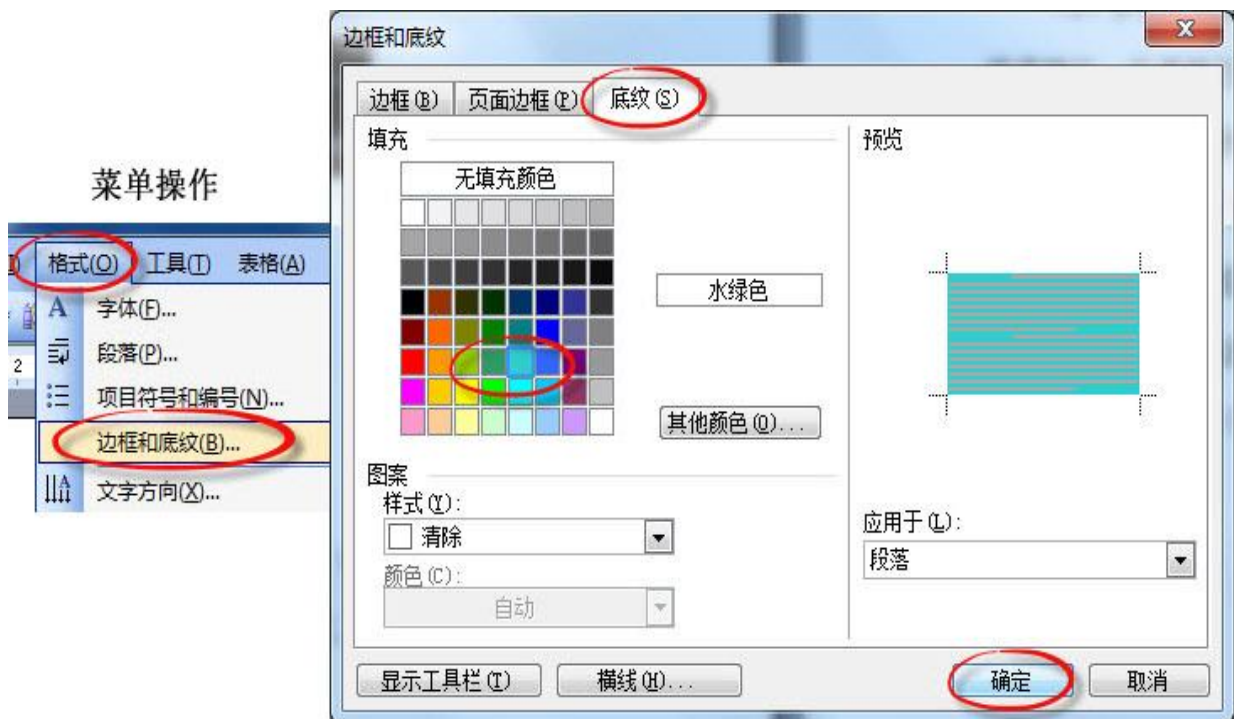 菜单操作
格式(O) 工具(T) 表格(A)
A 字体(F)...
段落(P)...
2
项目符号和编号(N)...
边框和底纹(B)...
文字方向(X)...
边框和底纹
边框(B) 页面边框(P) 底纹(S)
填充
无填充颜色
水绿色
其他颜色(O)...
图案
样式(Y):
清除
颜色(C):
自动
预览
应用于(L):
段落
显示工具栏(T) 横线(H)... 确定 取消